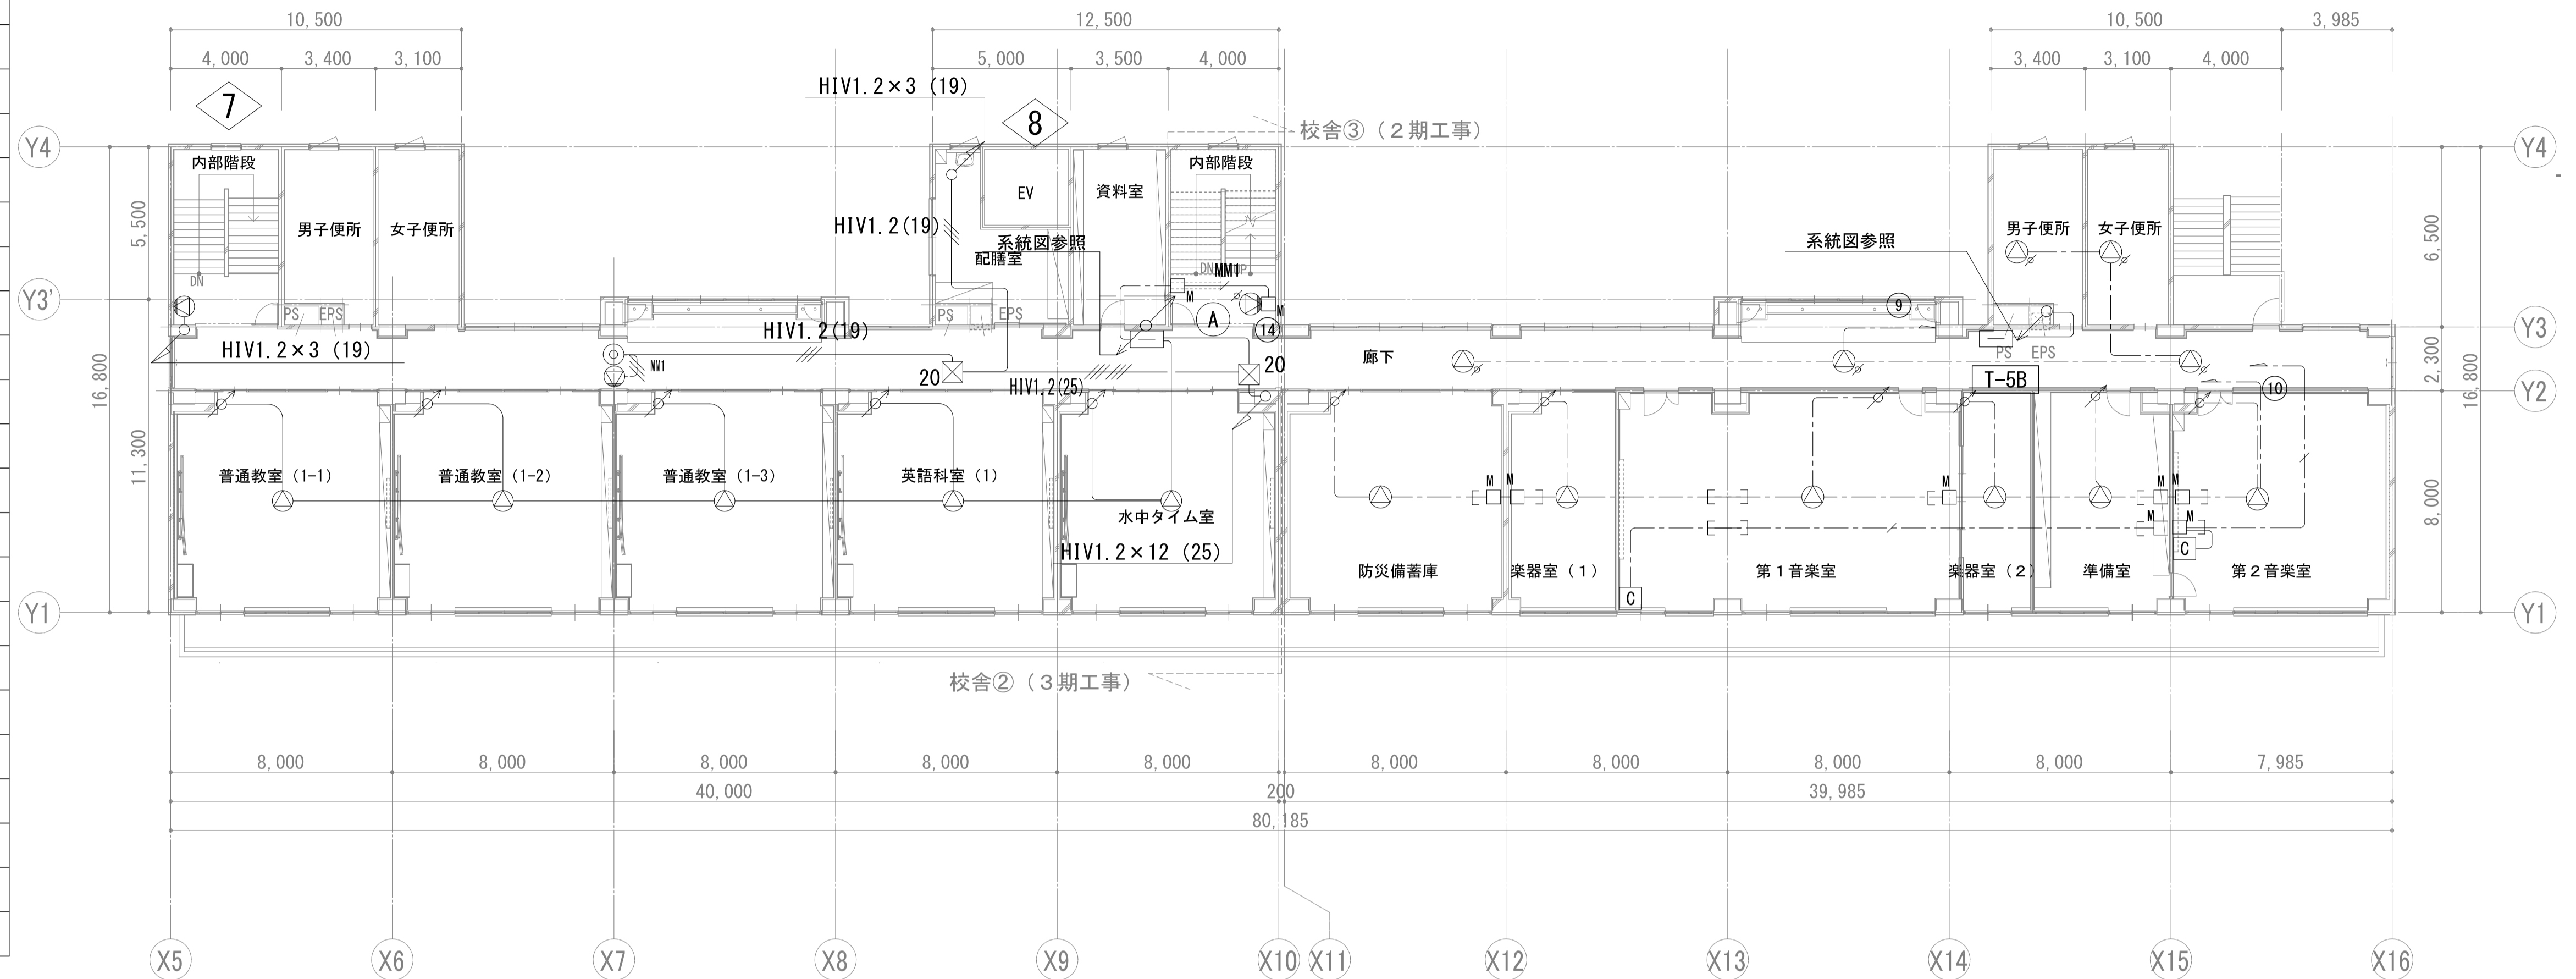 10,500
12,500
10,500
3,985
4,000
3,400
3,100
5,000
3,500
4,000
3,400
3,100
4,000
7
HIV1.2×3 (19)
8
校舎③（２期工事）
Y4
Y4
内部階段
内部階段
EV
資料室
男子便所
女子便所
HIV1.2(19)
系統図参照
配膳室
系統図参照
男子便所
女子便所
5,500
6,500
DN
DN
UP
MM1
M
M
Y3'
PS
EPS
PS
EPS
A
14
9
Y3
Y3
HIV1.2×3 (19)
HIV1.2(19)
廊下
PS
EPS
MM1
20
20
HIV1.2(25)
T-5B
10
2,300
Y2
16,800
16,800
11,300
8,000
普通教室（1-1）
普通教室（1-2）
普通教室（1-3）
英語科室（1）
水中タイム室
M
M
M
M
M
M
M
C
HIV1.2×12 (25)
防災備蓄庫
楽器室（１）
第１音楽室
楽器室（２）
準備室
第２音楽室
C
Y1
Y1
校舎②（３期工事）
8,000
8,000
8,000
8,000
8,000
8,000
8,000
8,000
8,000
7,985
40,000
200
39,985
80,185
X5
X6
X7
X8
X9
X10
X11
X12
X13
X14
X15
X16